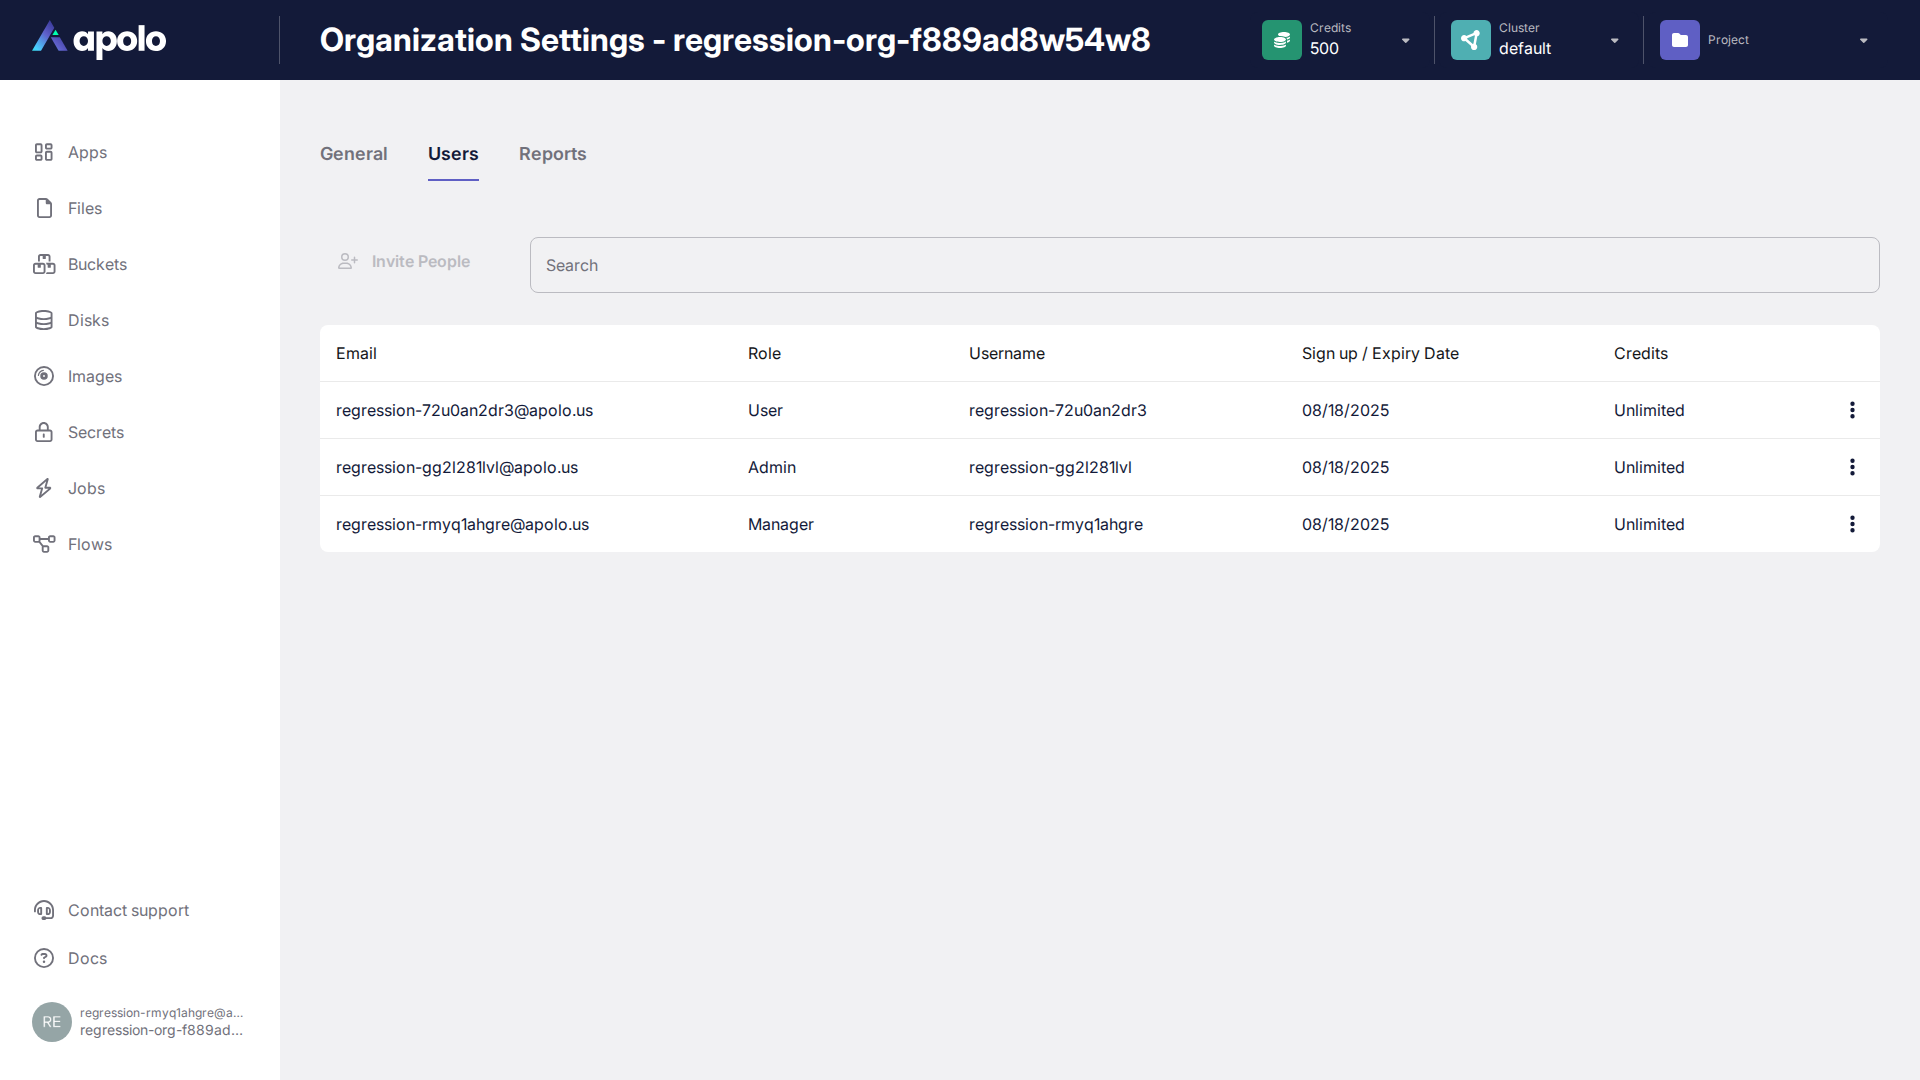 apolo
Organization Settings - regression-org-f889ad8w54w8
Credits
500
Cluster
default
Project
Apps
Files
Buckets
Disks
Images
Secrets
Jobs
Flows
Contact support
Docs
RE
regression-rmyq1ahgre@a...
regression-org-f889ad...
General Users Reports
Invite People
Search
Email Role Username Sign up / Expiry Date Credits
regression-72u0an2dr3@apolo.us User regression-72u0an2dr3 08/18/2025 Unlimited
regression-gg2l281lvl@apolo.us Admin regression-gg2l281lvl 08/18/2025 Unlimited
regression-rmyq1ahgre@apolo.us Manager regression-rmyq1ahgre 08/18/2025 Unlimited